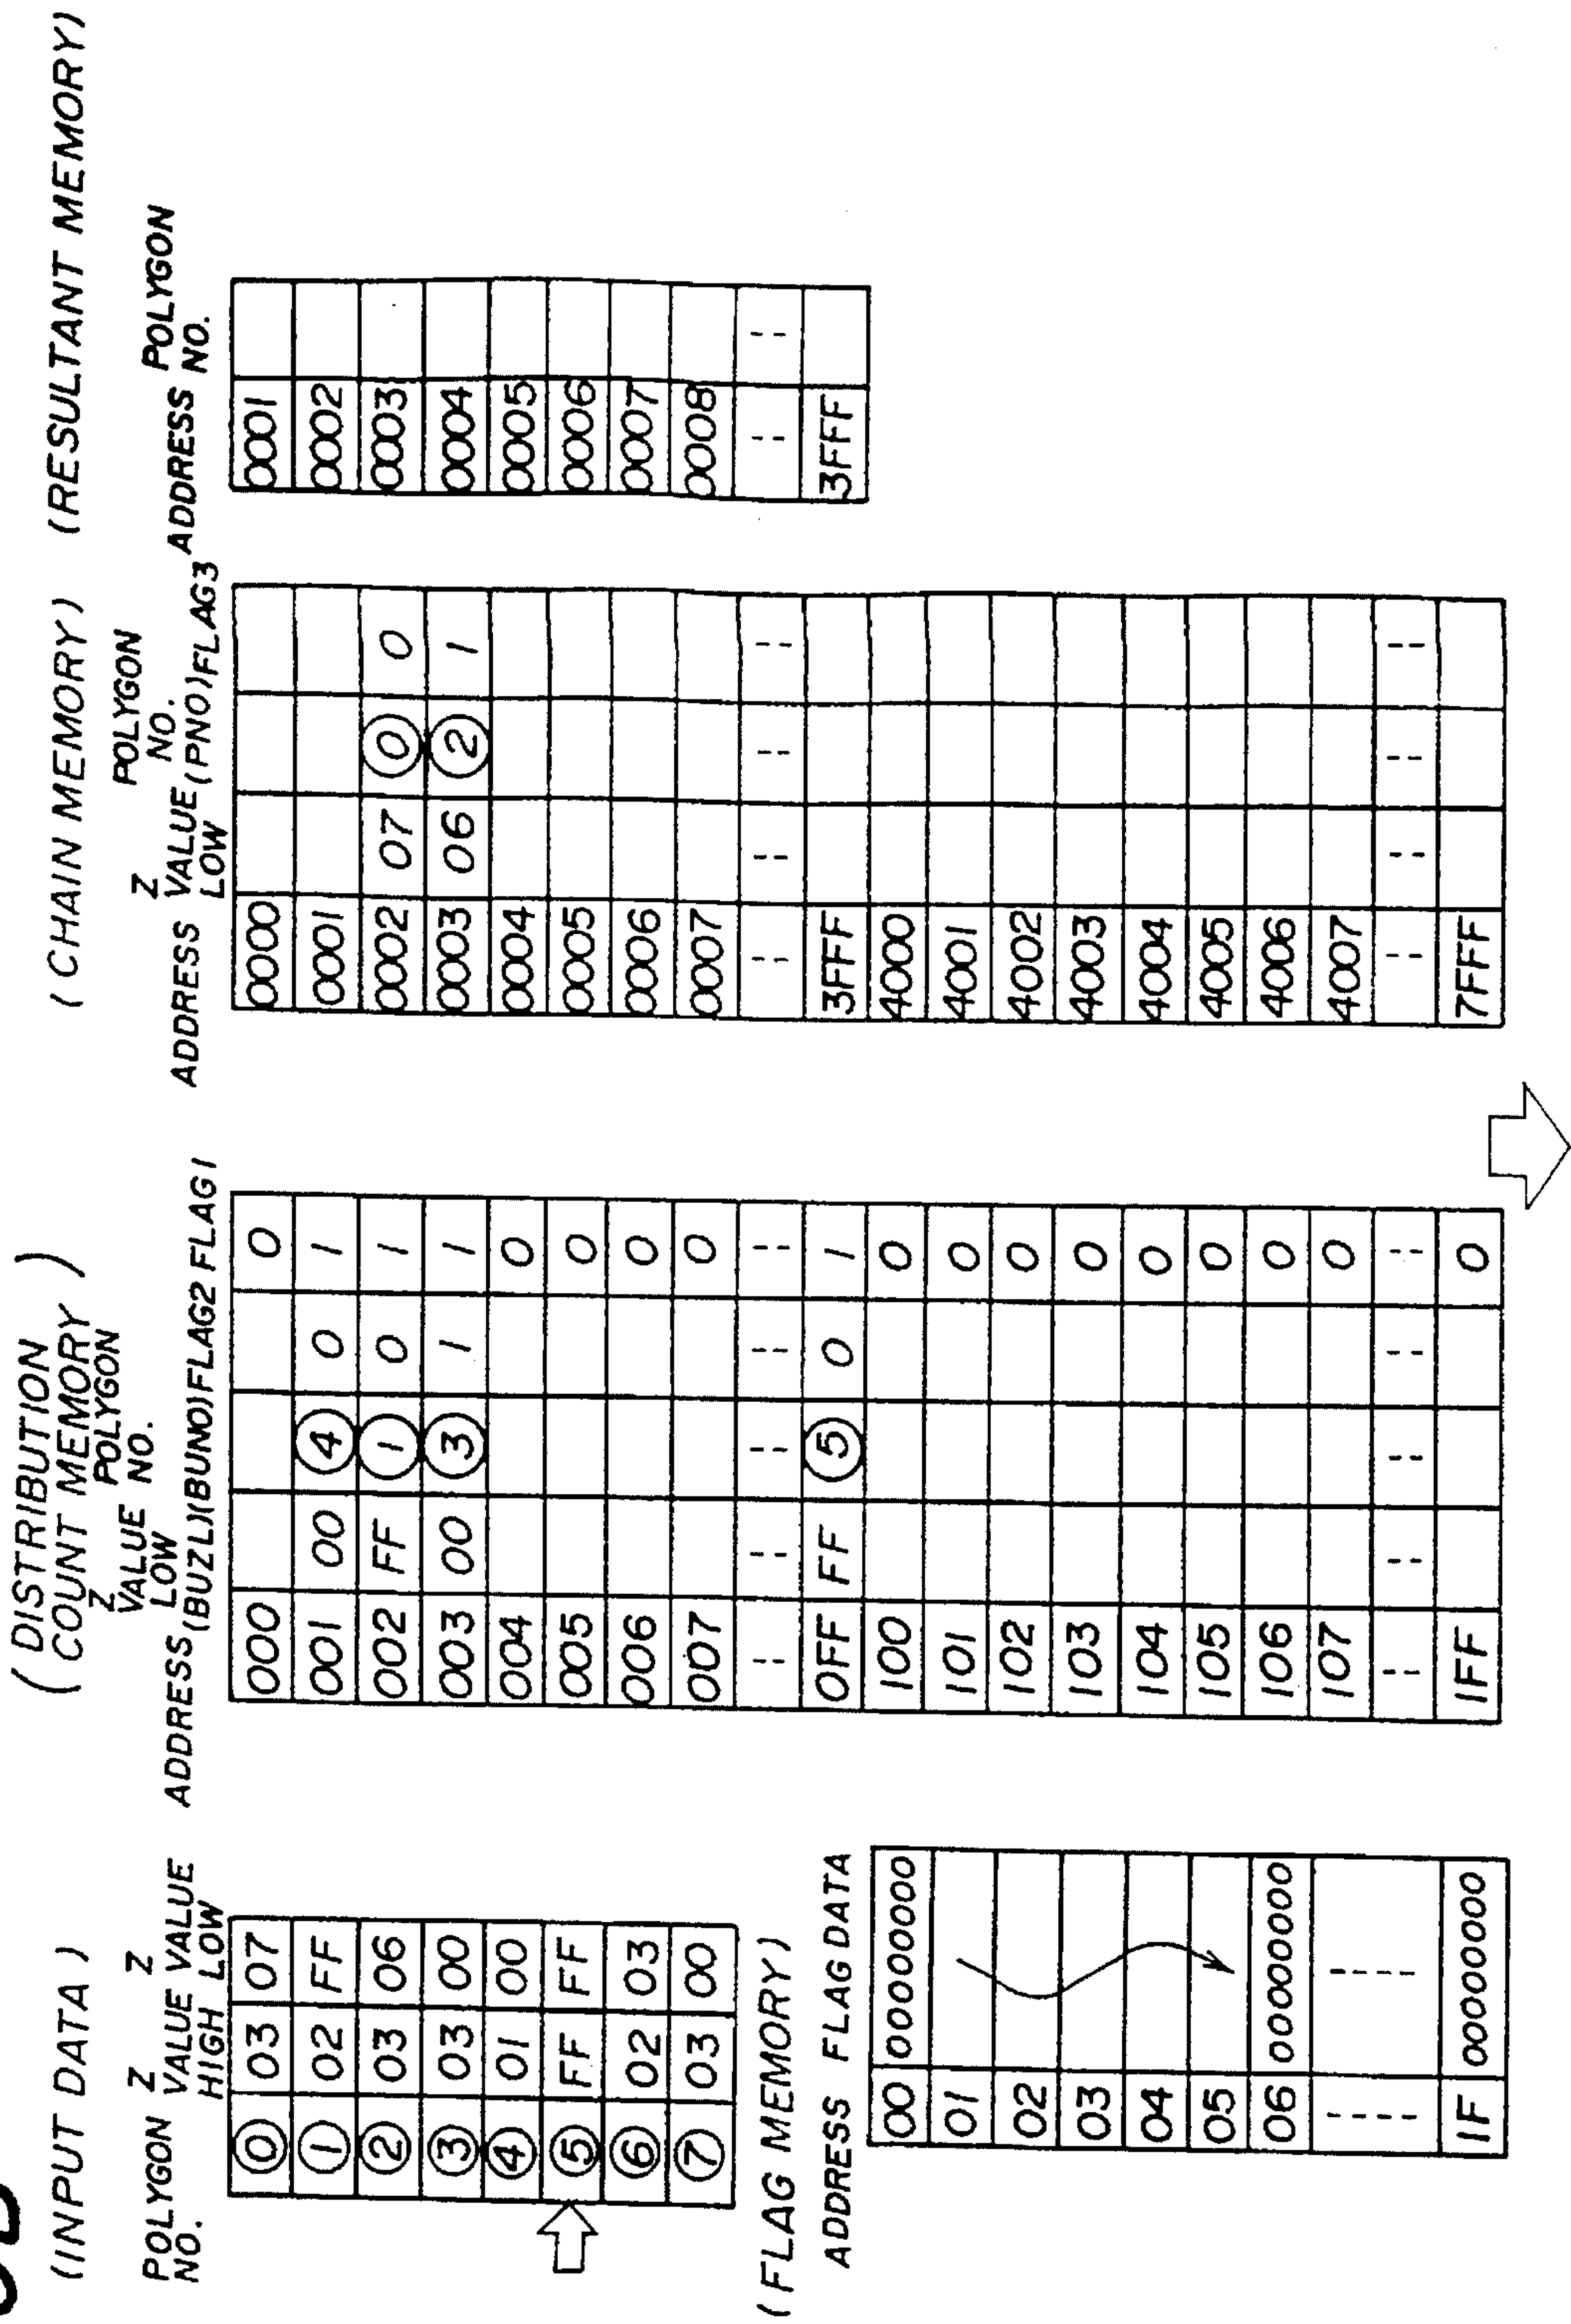 (INPUT DATA)
POLYGON NO. Z VALUE HIGH Z VALUE LOW
0 03 07
1 02 FF
2 03 06
3 03 00
4 01 00
5 FF FF
6 02 03
7 03 00
(FLAG MEMORY)
ADDRESS FLAG DATA
00 00000000
01
02
03
04
05
06 00000000
---- ----
1F 00000000
(DISTRIBUTION COUNT MEMORY)
ADDRESS Z VALUE LOW (BUZL) POLYGON NO. (BUNO) FLAG2 FLAG1
000 0
001 00 4 0 1
002 FF 1 0 1
003 00 3 1 1
004 0
005 0
006 0
007 0
-- -- -- -- --
0FF FF 5 0 1
100 0
101 0
102 0
103 0
104 0
105 0
106 0
107 0
-- -- -- -- --
1FF 0
(CHAIN MEMORY)
ADDRESS Z VALUE LOW POLYGON NO. (PNO) FLAG3
0000
0001
0002 07 0 0
0003 06 2 1
0004
0005
0006
0007
-- -- -- --
3FFF
4000
4001
4002
4003
4004
4005
4006
4007
-- -- -- --
7FFF
(RESULTANT MEMORY)
ADDRESS POLYGON NO.
0001
0002
0003
0004
0005
0006
0007
0008
-- --
3FFF